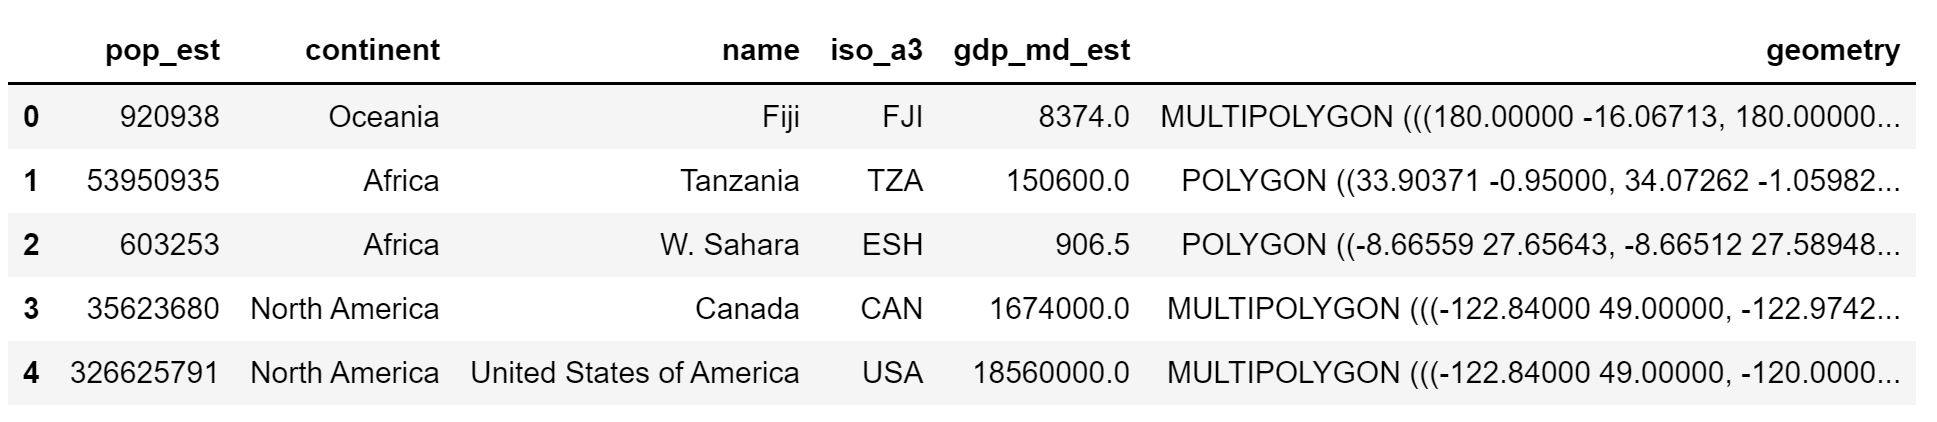 pop_est continent name iso_a3 gdp_md_est geometry
0 920938 Oceania Fiji FJI 8374.0 MULTIPOLYGON (((180.00000 -16.06713, 180.00000...
1 53950935 Africa Tanzania TZA 150600.0 POLYGON ((33.90371 -0.95000, 34.07262 -1.05982...
2 603253 Africa W. Sahara ESH 906.5 POLYGON ((-8.66559 27.65643, -8.66512 27.58948...
3 35623680 North America Canada CAN 1674000.0 MULTIPOLYGON (((-122.84000 49.00000, -122.9742...
4 326625791 North America United States of America USA 18560000.0 MULTIPOLYGON (((-122.84000 49.00000, -120.0000...